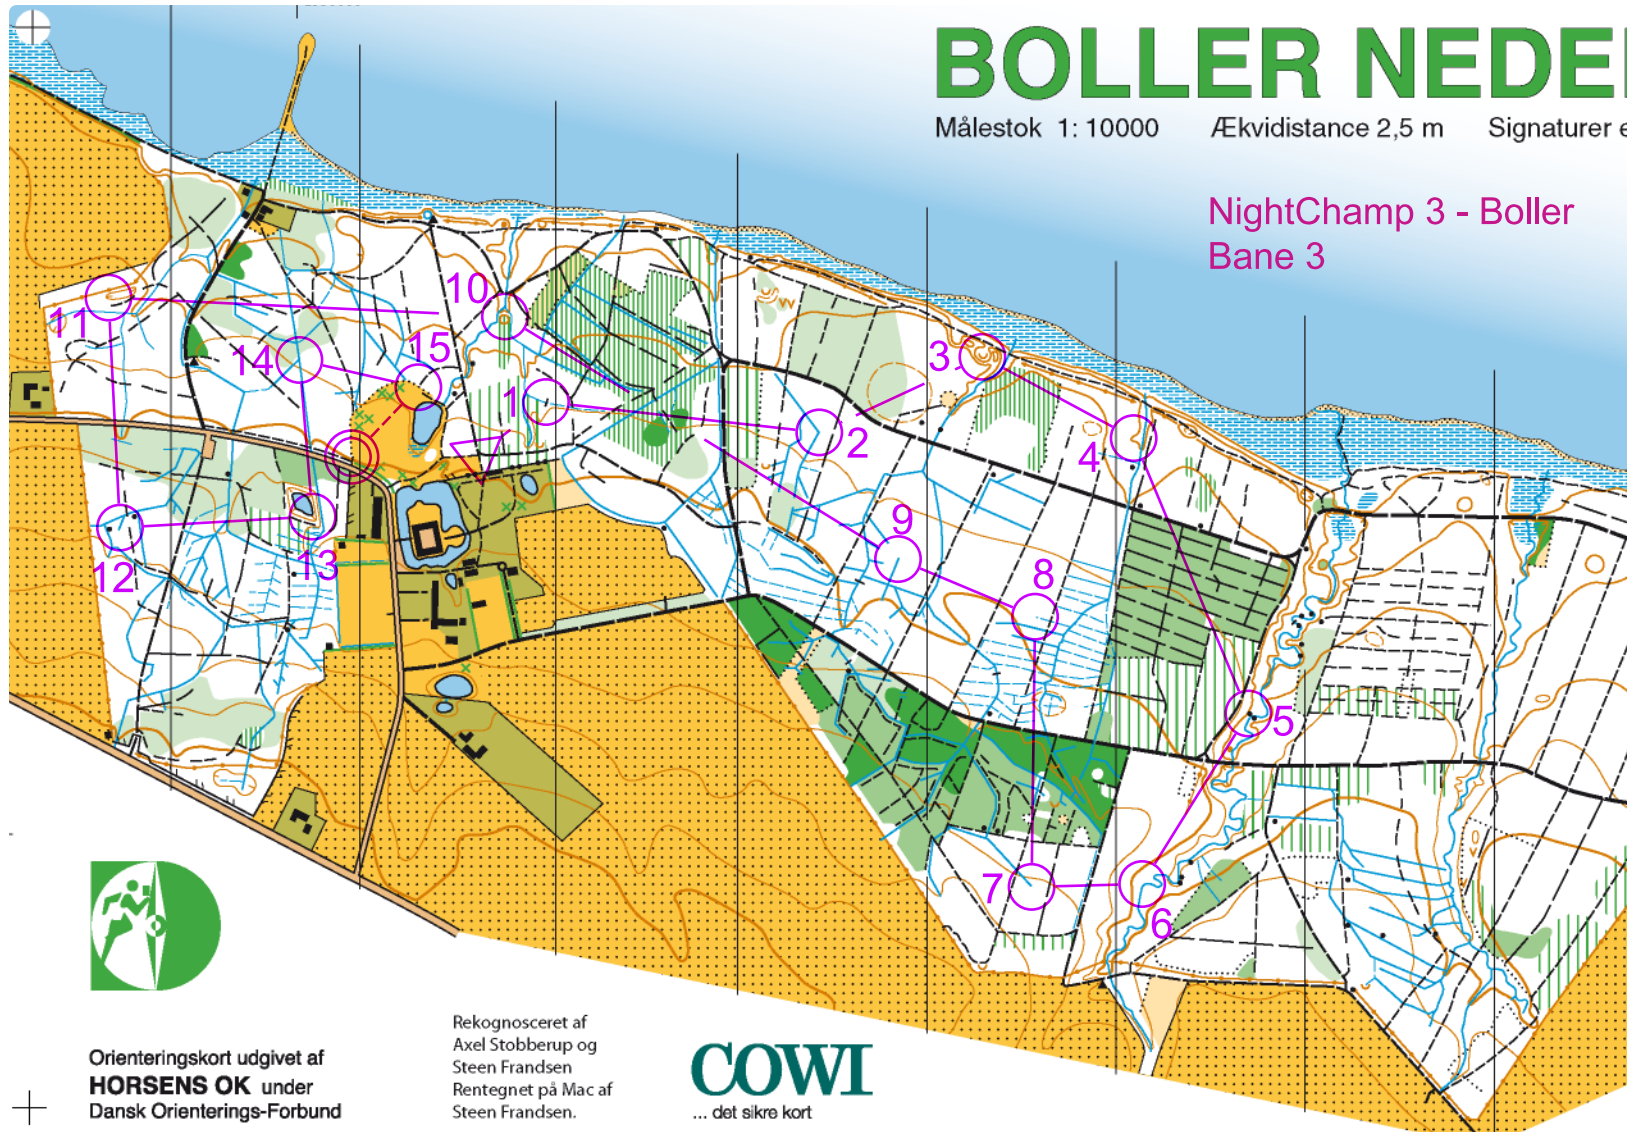 BOLLER NEDE
Målestok 1: 10000 Ækvidistance 2,5 m Signaturer e
NightChamp 3 - Boller
Bane 3
10
11
14
15
1
2
3
4
9
8
12
13
5
7
6
Orienteringskort udgivet af
HORSENS OK under
Dansk Orienterings-Forbund
Rekognosceret af
Axel Stobberup og
Steen Frandsen
Rentegnet på Mac af
Steen Frandsen.
COWI
... det sikre kort